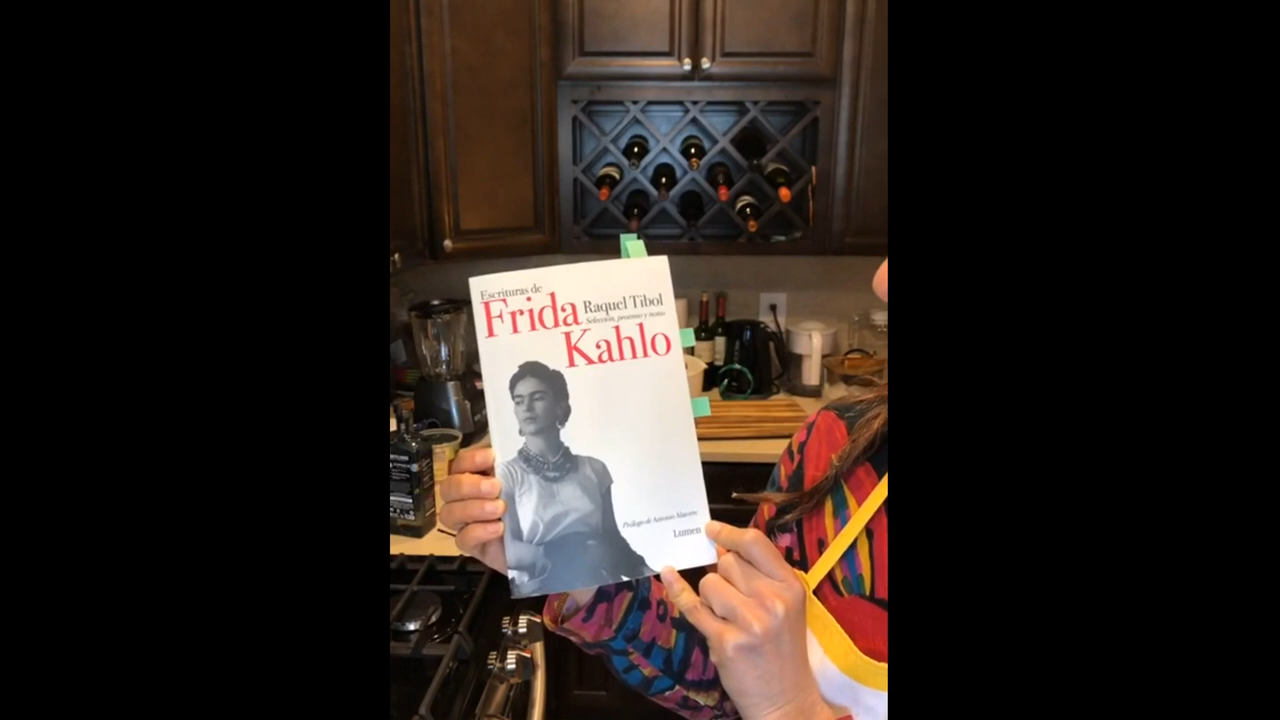 Escrituras de
Frida
Raquel Tibol
Selección, proemio y notas
Kahlo
Prólogo de Antonio Alatorre
Lumen